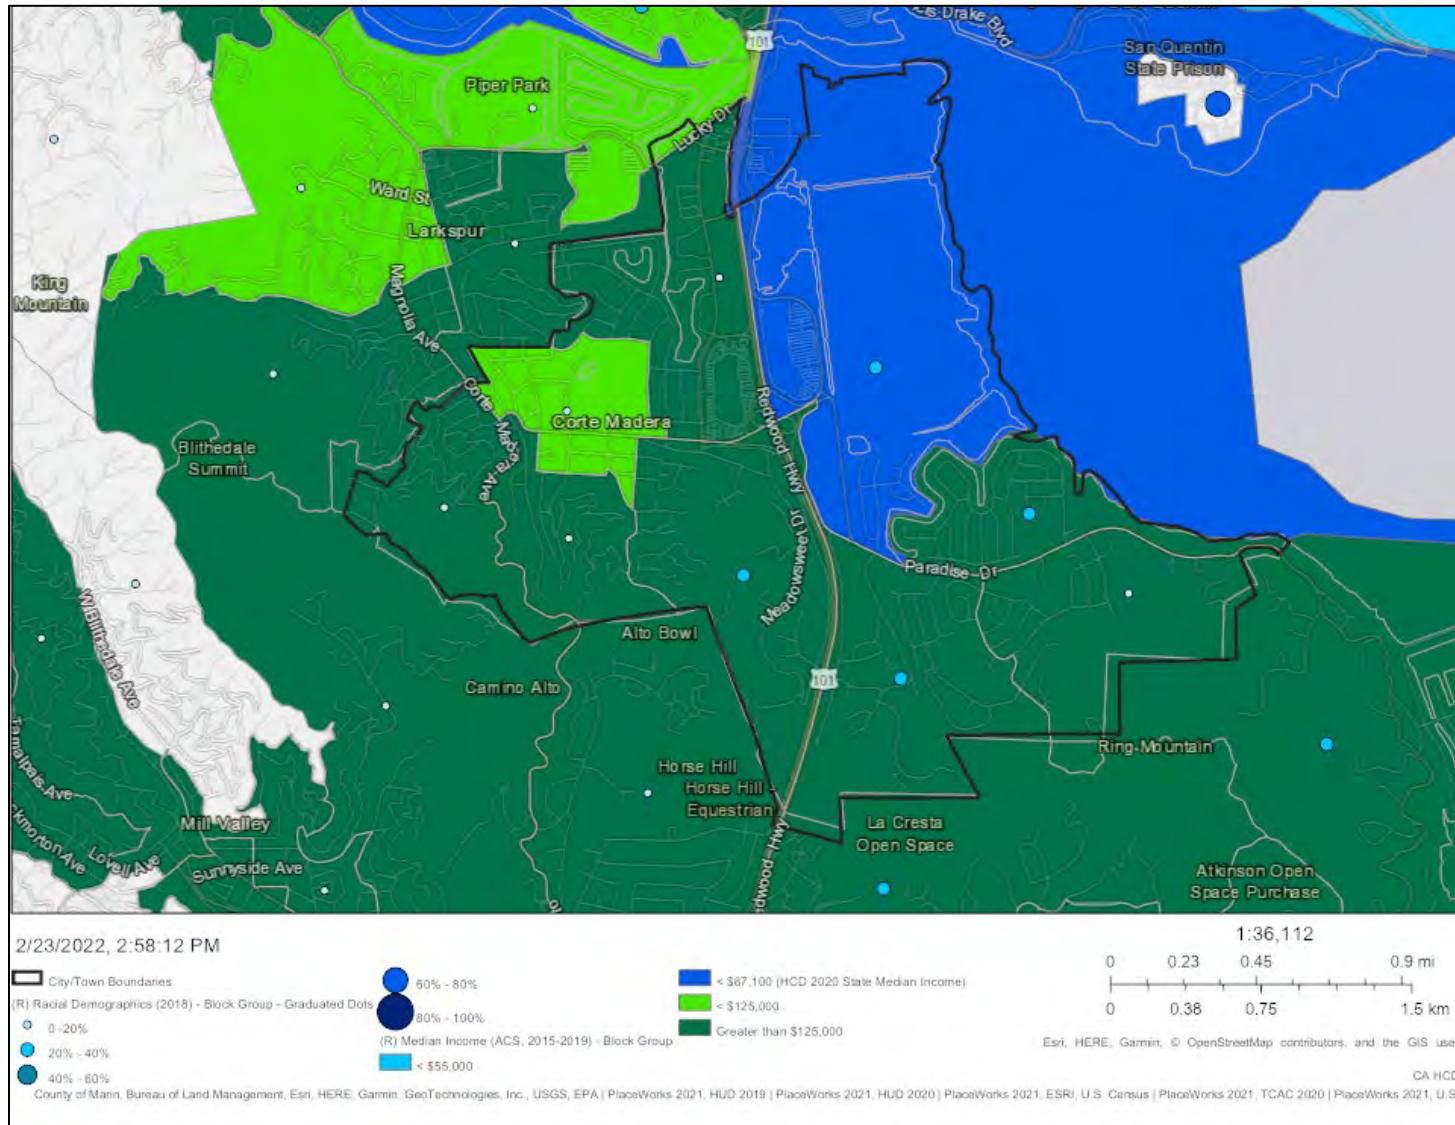 cis Drake Blvd
101
San Quentin
State Prison
Piper Park
Lucky Dr
Ward St
Larkspur
King
Mountain
Magnolia Ave
Corte Madera Ave
Corte Madera
Redwood Hwy
Blithedale
Summit
Meadowsweet Dr
Paradise Dr
W Blithedale Ave
Alto Bowl
Camino Alto
101
Ring Mountain
Horse Hill
Horse Hill
Equestrian
Tamalpais Ave
ckmorton Ave
Mill Valley
Lovell Ave
Sunnyside Ave
edwood Hwy
La Cresta
Open Space
Atkinson Open
Space Purchase
2/23/2022, 2:58:12 PM
City/Town Boundaries
(R) Racial Demographics (2018) - Block Group - Graduated Dots
0 -20%
20% - 40%
40% - 60%
60% - 80%
80% - 100%
(R) Median Income (ACS, 2015-2019) - Block Group
< $55,000
< $87,100 (HCD 2020 State Median Income)
< $125,000
Greater than $125,000
1:36,112
0 0.23 0.45 0.9 mi
0 0.38 0.75 1.5 km
Esri, HERE, Garmin, © OpenStreetMap contributors, and the GIS use
CA HCD
County of Marin, Bureau of Land Management, Esri, HERE, Garmin, GeoTechnologies, Inc., USGS, EPA | PlaceWorks 2021, HUD 2019 | PlaceWorks 2021, HUD 2020 | PlaceWorks 2021, ESRI, U.S. Census | PlaceWorks 2021, TCAC 2020 | PlaceWorks 2021, U.S